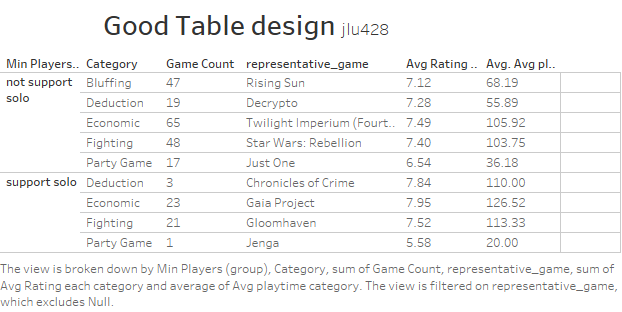 Good Table design jlu428
Min Players.. Category Game Count representative_game Avg Rating .. Avg. Avg pl..
not support solo Bluffing 47 Rising Sun 7.12 68.19
Deduction 19 Decrypto 7.28 55.89
Economic 65 Twilight Imperium (Fourt.. 7.49 105.92
Fighting 48 Star Wars: Rebellion 7.40 103.75
Party Game 17 Just One 6.54 36.18
support solo Deduction 3 Chronicles of Crime 7.84 110.00
Economic 23 Gaia Project 7.95 126.52
Fighting 21 Gloomhaven 7.52 113.33
Party Game 1 Jenga 5.58 20.00
The view is broken down by Min Players (group), Category, sum of Game Count, representative_game, sum of
Avg Rating each category and average of Avg playtime category. The view is filtered on representative_game,
which excludes Null.